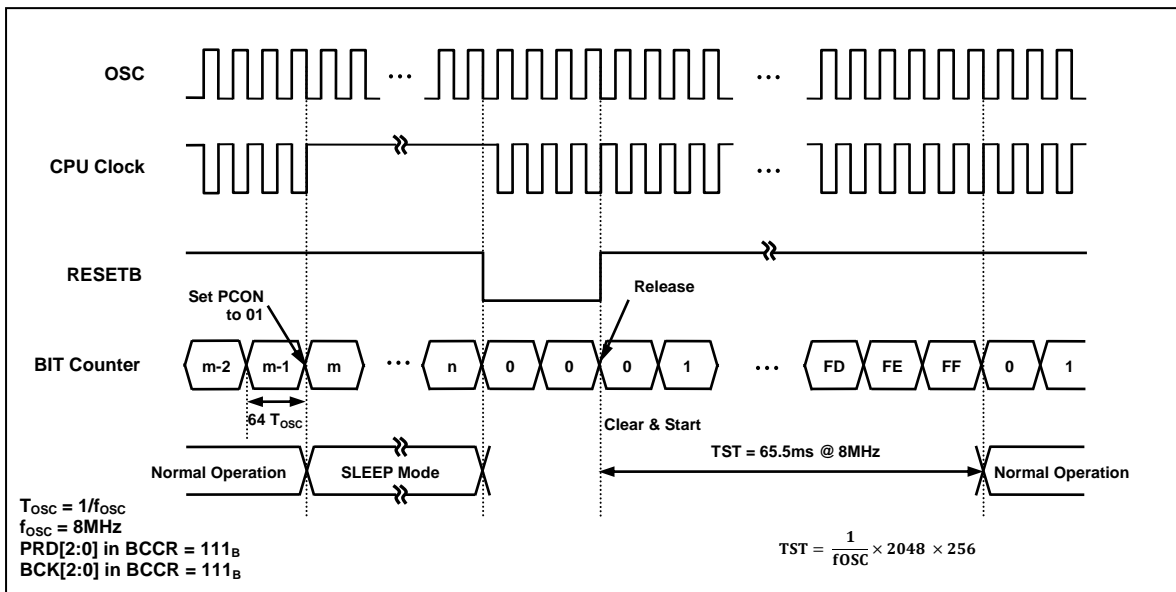 OSC
...
...
CPU Clock
...
RESETB
Set PCON
to 01
Release
BIT Counter
m-2 m-1 m ... n 0 0 0 1 ... FD FE FF 0 1
64 TOSC
Clear & Start
TST = 65.5ms @ 8MHz
Normal Operation
SLEEP Mode
Normal Operation
TOSC = 1/fOSC
fOSC = 8MHz
PRD[2:0] in BCCR = 111B
BCK[2:0] in BCCR = 111B
TST = 1/fOSC × 2048 × 256